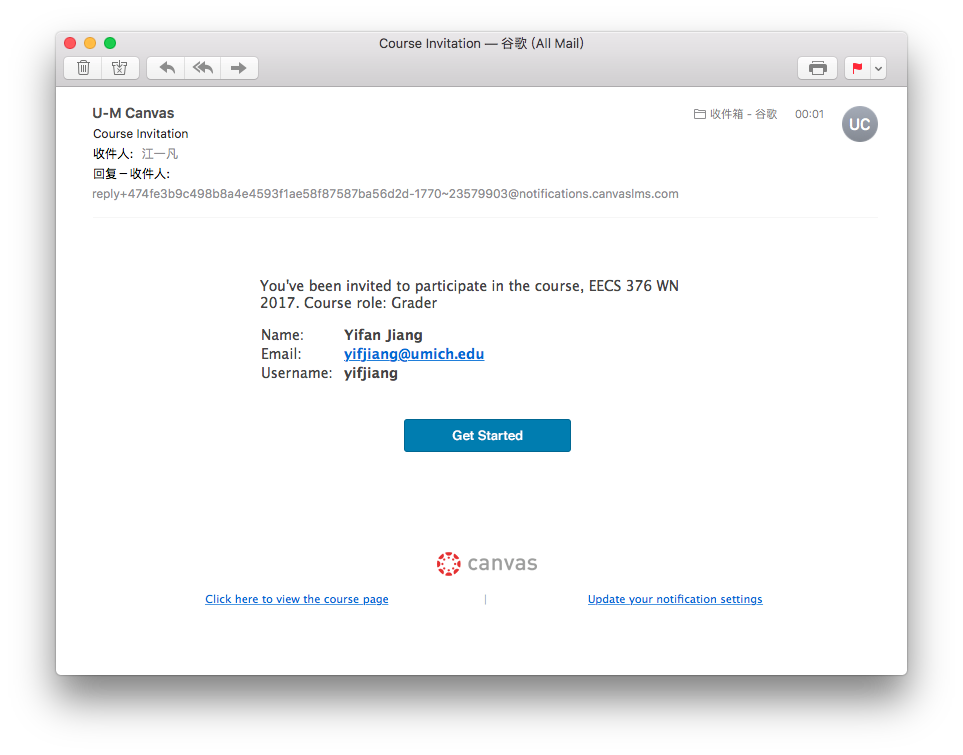 Course Invitation — 谷歌 (All Mail)
U-M Canvas
收件箱 - 谷歌 00:01
UC
Course Invitation
收件人: 江一凡
回复－收件人:
reply+474fe3b9c498b8a4e4593f1ae58f87587ba56d2d-1770~23579903@notifications.canvaslms.com
You've been invited to participate in the course, EECS 376 WN
2017. Course role: Grader
Name: Yifan Jiang
Email: yifjiang@umich.edu
Username: yifjiang
Get Started
canvas
Click here to view the course page | Update your notification settings